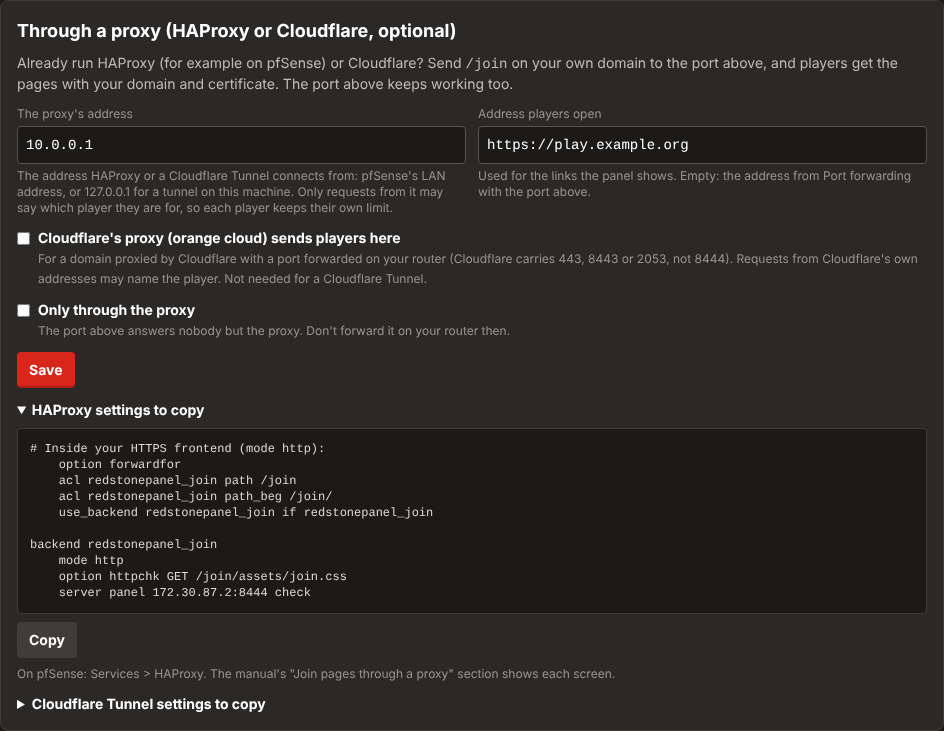 Through a proxy (HAProxy or Cloudflare, optional)
Already run HAProxy (for example on pfSense) or Cloudflare? Send /join on your own domain to the port above, and players get the
pages with your domain and certificate. The port above keeps working too.
The proxy's address
10.0.0.1
The address HAProxy or a Cloudflare Tunnel connects from: pfSense's LAN
address, or 127.0.0.1 for a tunnel on this machine. Only requests from it may
say which player they are for, so each player keeps their own limit.
Address players open
https://play.example.org
Used for the links the panel shows. Empty: the address from Port forwarding
with the port above.
Cloudflare's proxy (orange cloud) sends players here
For a domain proxied by Cloudflare with a port forwarded on your router (Cloudflare carries 443, 8443 or 2053, not 8444). Requests from Cloudflare's own
addresses may name the player. Not needed for a Cloudflare Tunnel.
Only through the proxy
The port above answers nobody but the proxy. Don't forward it on your router then.
Save
▼ HAProxy settings to copy
# Inside your HTTPS frontend (mode http):
    option forwardfor
    acl redstonepanel_join path /join
    acl redstonepanel_join path_beg /join/
    use_backend redstonepanel_join if redstonepanel_join

backend redstonepanel_join
    mode http
    option httpchk GET /join/assets/join.css
    server panel 172.30.87.2:8444 check
Copy
On pfSense: Services > HAProxy. The manual's "Join pages through a proxy" section shows each screen.
▶ Cloudflare Tunnel settings to copy